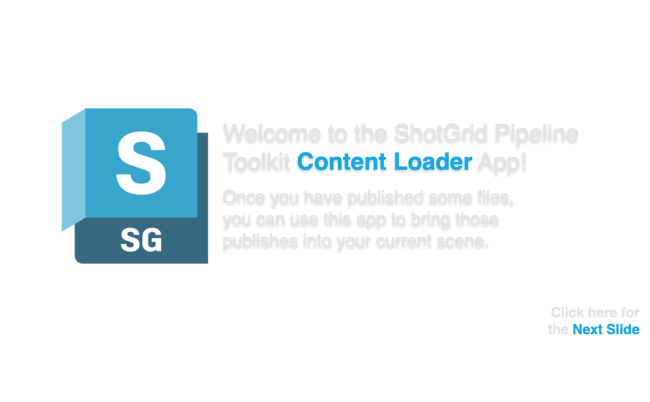 S
SG
Welcome to the ShotGrid Pipeline
Toolkit Content Loader App!
Once you have published some files,
you can use this app to bring those
publishes into your current scene.
Click here for
the Next Slide